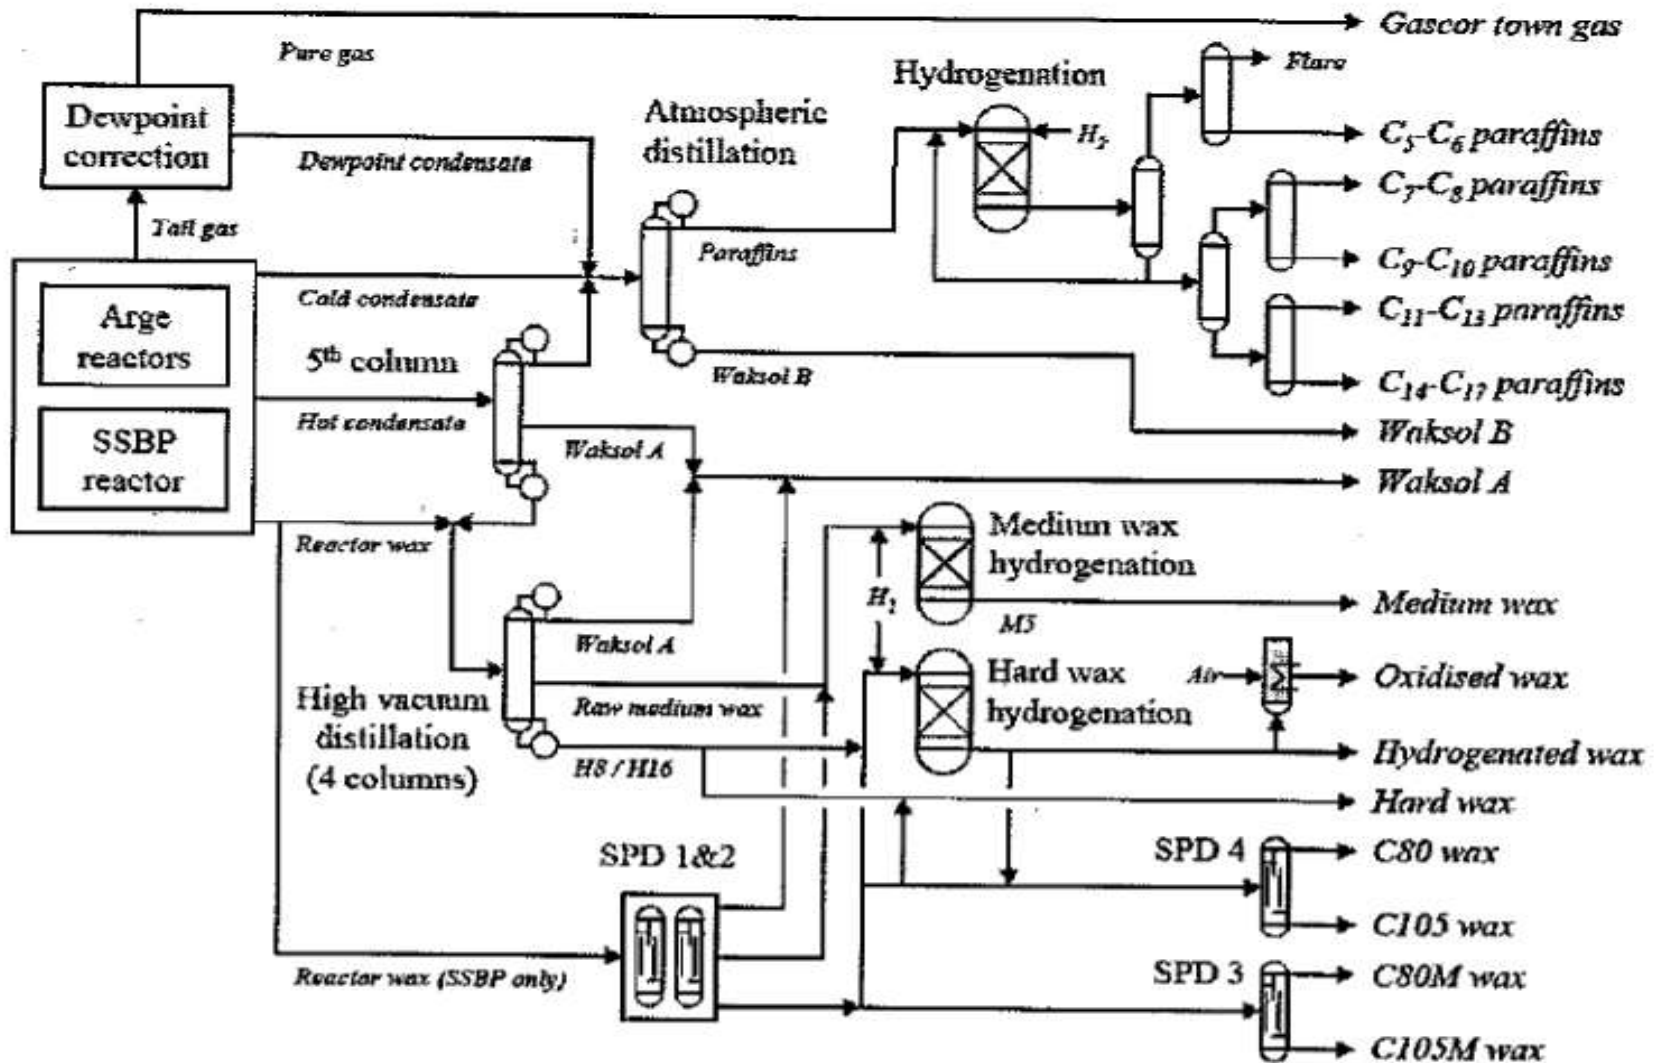 Gascor town gas
Pure gas
Flare
Hydrogenation
Dewpoint
correction
Atmospheric
distillation
H₂
C₅-C₆ paraffins
Dewpoint condensate
C₇-C₈ paraffins
Tail gas
Paraffins
C₉-C₁₀ paraffins
Cold condensate
Arge
reactors
5th column
C₁₁-C₁₃ paraffins
Waksol B
C₁₄-C₁₇ paraffins
Hot condensate
SSBP
reactor
Waksol A
Waksol B
Waksol A
Reactor wax
Medium wax
hydrogenation
H₂
M5
Medium wax
Waksol A
Hard wax
hydrogenation
Air
Oxidised wax
High vacuum
distillation
(4 columns)
Raw medium wax
H8 / H16
Hydrogenated wax
Hard wax
SPD 1&2
SPD 4
C80 wax
C105 wax
Reactor wax (SSBP only)
SPD 3
C80M wax
C105M wax